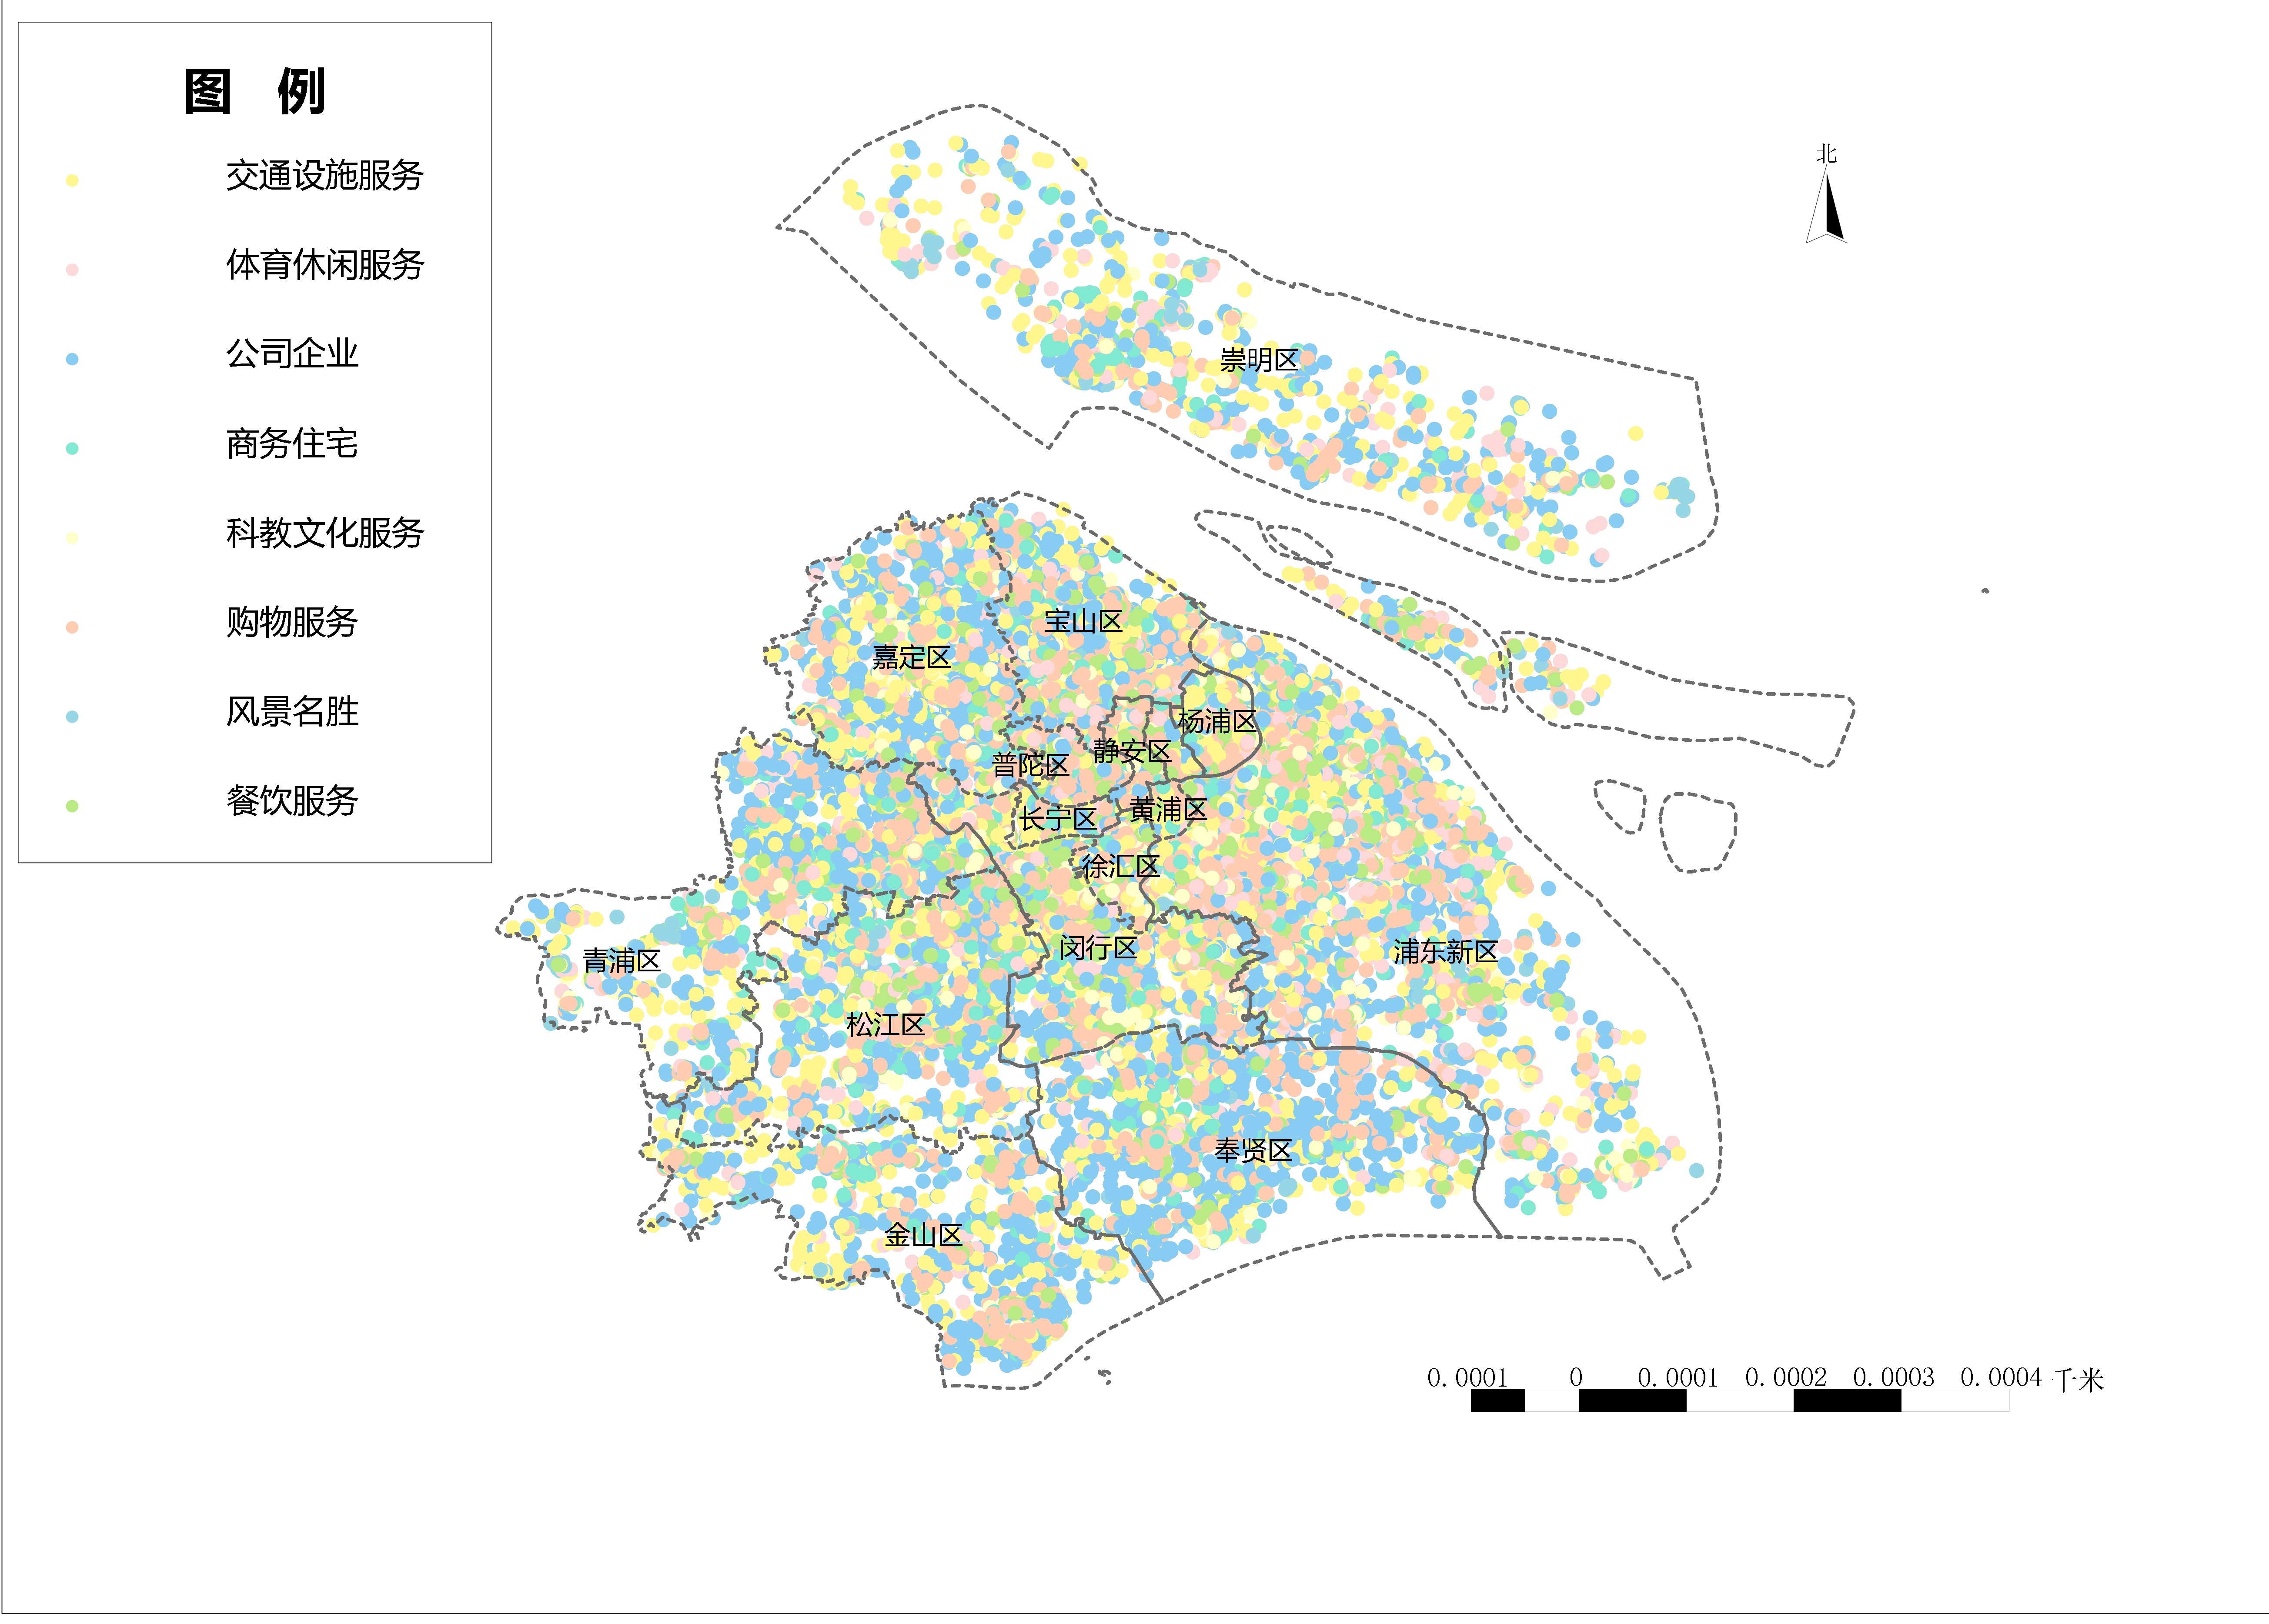 图 例
交通设施服务
体育休闲服务
公司企业
商务住宅
科教文化服务
购物服务
风景名胜
餐饮服务
北
崇明区
宝山区
嘉定区
杨浦区
静安区
普陀区
黄浦区
长宁区
徐汇区
闵行区
浦东新区
青浦区
松江区
奉贤区
金山区
0.0001 0 0.0001 0.0002 0.0003 0.0004 千米